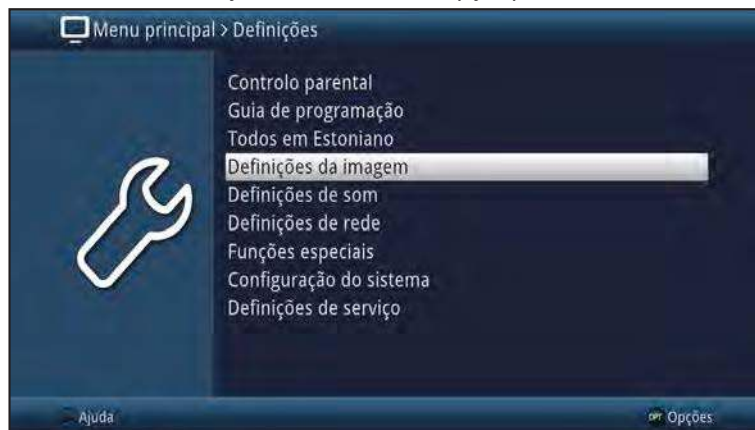 Menu principal > Definições
Controlo parental
Guia de programação
Todos em Estoniano
Definições da imagem
Definições de som
Definições de rede
Funções especiais
Configuração do sistema
Definições de serviço
Ajuda
OPT Opções